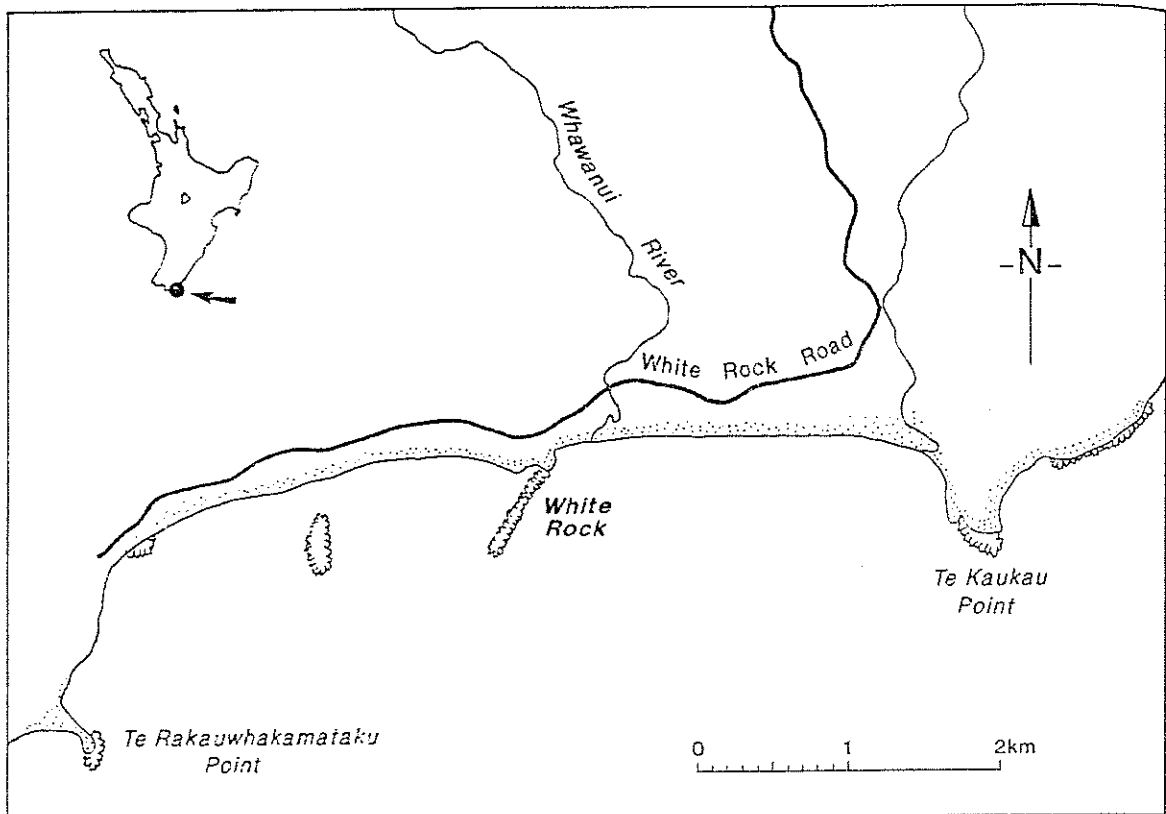 Whawanui
River
-N-
White Rock Road
White
Rock
Te Kaukau
Point
Te Rakauwhakamataku
Point
0 1 2km